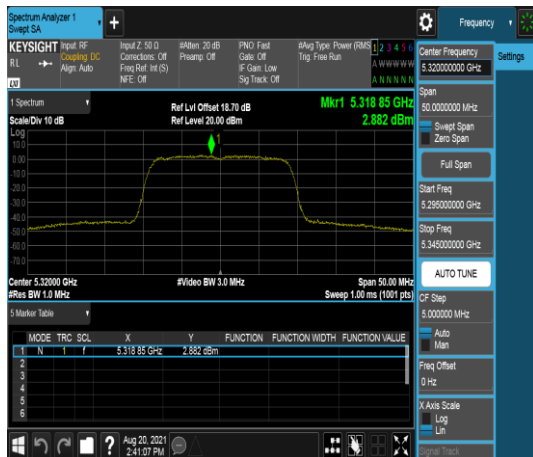 Spectrum Analyzer 1
Swept SA
Frequency
KEYSIGHT
RL
LXI
Input: RF
Coupling: DC
Align: Auto
Input Z: 50 Ω
Corrections: Off
Freq Ref: Int (S)
NFE: Off
#Atten: 20 dB
Preamp: Off
PNO: Fast
Gate: Off
IF Gain: Low
Sig Track: Off
#Avg Type: Power (RMS
Trig: Free Run
1 2 3 4 5 6
A W W W W W
A N N N N N
Center Frequency
5.320000000 GHz
Settings
Span
50.0000000 MHz
Swept Span
Zero Span
Full Span
Start Freq
5.295000000 GHz
Stop Freq
5.345000000 GHz
AUTO TUNE
CF Step
5.000000 MHz
Auto
Man
Freq Offset
0 Hz
X Axis Scale
Log
Lin
Signal Track
1 Spectrum
Scale/Div 10 dB
Ref Lvl Offset 18.70 dB
Ref Level 20.00 dBm
Mkr1 5.318 85 GHz
2.882 dBm
Log
10.0
0.00
-10.0
-20.0
-30.0
-40.0
-50.0
-60.0
-70.0
1
Center 5.32000 GHz
#Res BW 1.0 MHz
#Video BW 3.0 MHz
Span 50.00 MHz
Sweep 1.00 ms (1001 pts)
5 Marker Table
MODE TRC SCL X Y FUNCTION FUNCTION WIDTH FUNCTION VALUE
1 N 1 f 5.318 85 GHz 2.882 dBm
2
3
4
5
6
Aug 20, 2021
2:41:07 PM